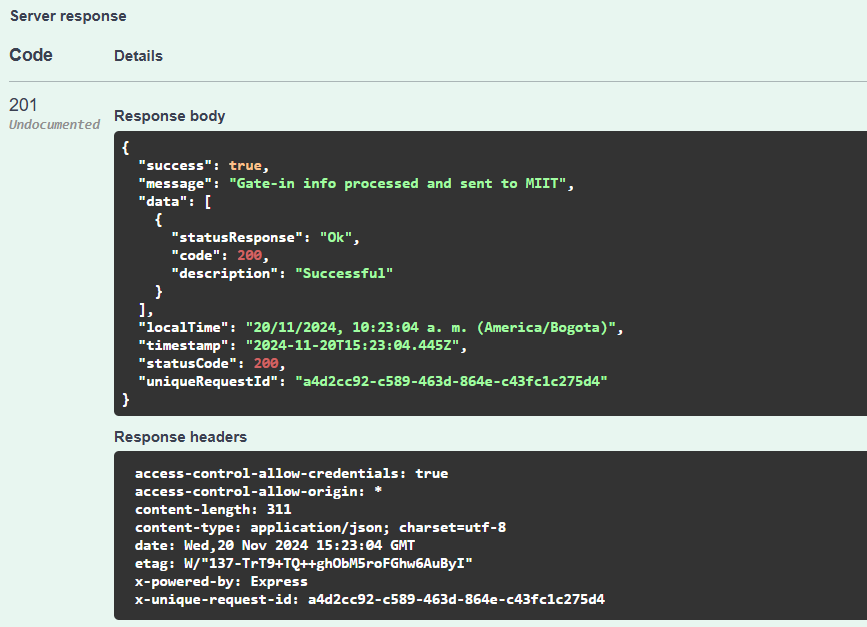 Server response
Code Details
201
Undocumented
Response body
{
  "success": true,
  "message": "Gate-in info processed and sent to MIIT",
  "data": [
    {
      "statusResponse": "Ok",
      "code": 200,
      "description": "Successful"
    }
  ],
  "localTime": "20/11/2024, 10:23:04 a. m. (America/Bogota)",
  "timestamp": "2024-11-20T15:23:04.445Z",
  "statusCode": 200,
  "uniqueRequestId": "a4d2cc92-c589-463d-864e-c43fc1c275d4"
}
Response headers
access-control-allow-credentials: true
access-control-allow-origin: *
content-length: 311
content-type: application/json; charset=utf-8
date: Wed,20 Nov 2024 15:23:04 GMT
etag: W/"137-TrT9+TQ++ghObM5roFGhw6AuByI"
x-powered-by: Express
x-unique-request-id: a4d2cc92-c589-463d-864e-c43fc1c275d4